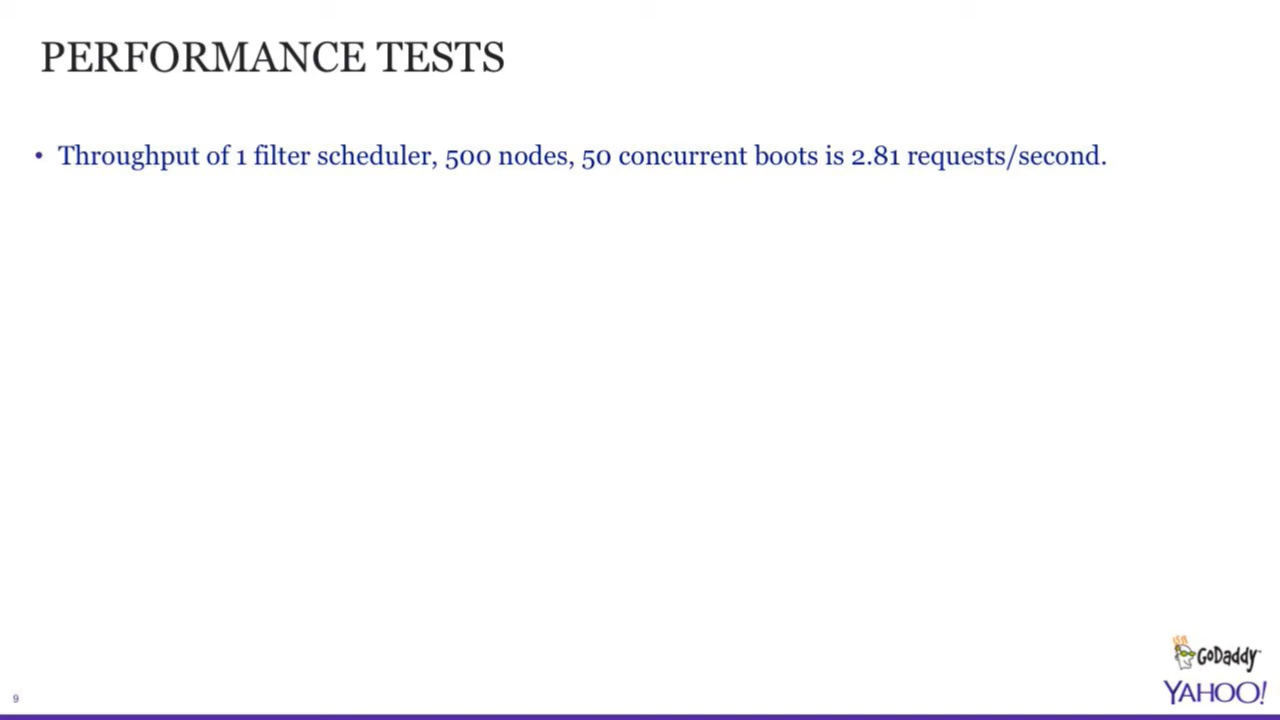 PERFORMANCE TESTS
• Throughput of 1 filter scheduler, 500 nodes, 50 concurrent boots is 2.81 requests/second.
GoDaddy™
YAHOO!
9